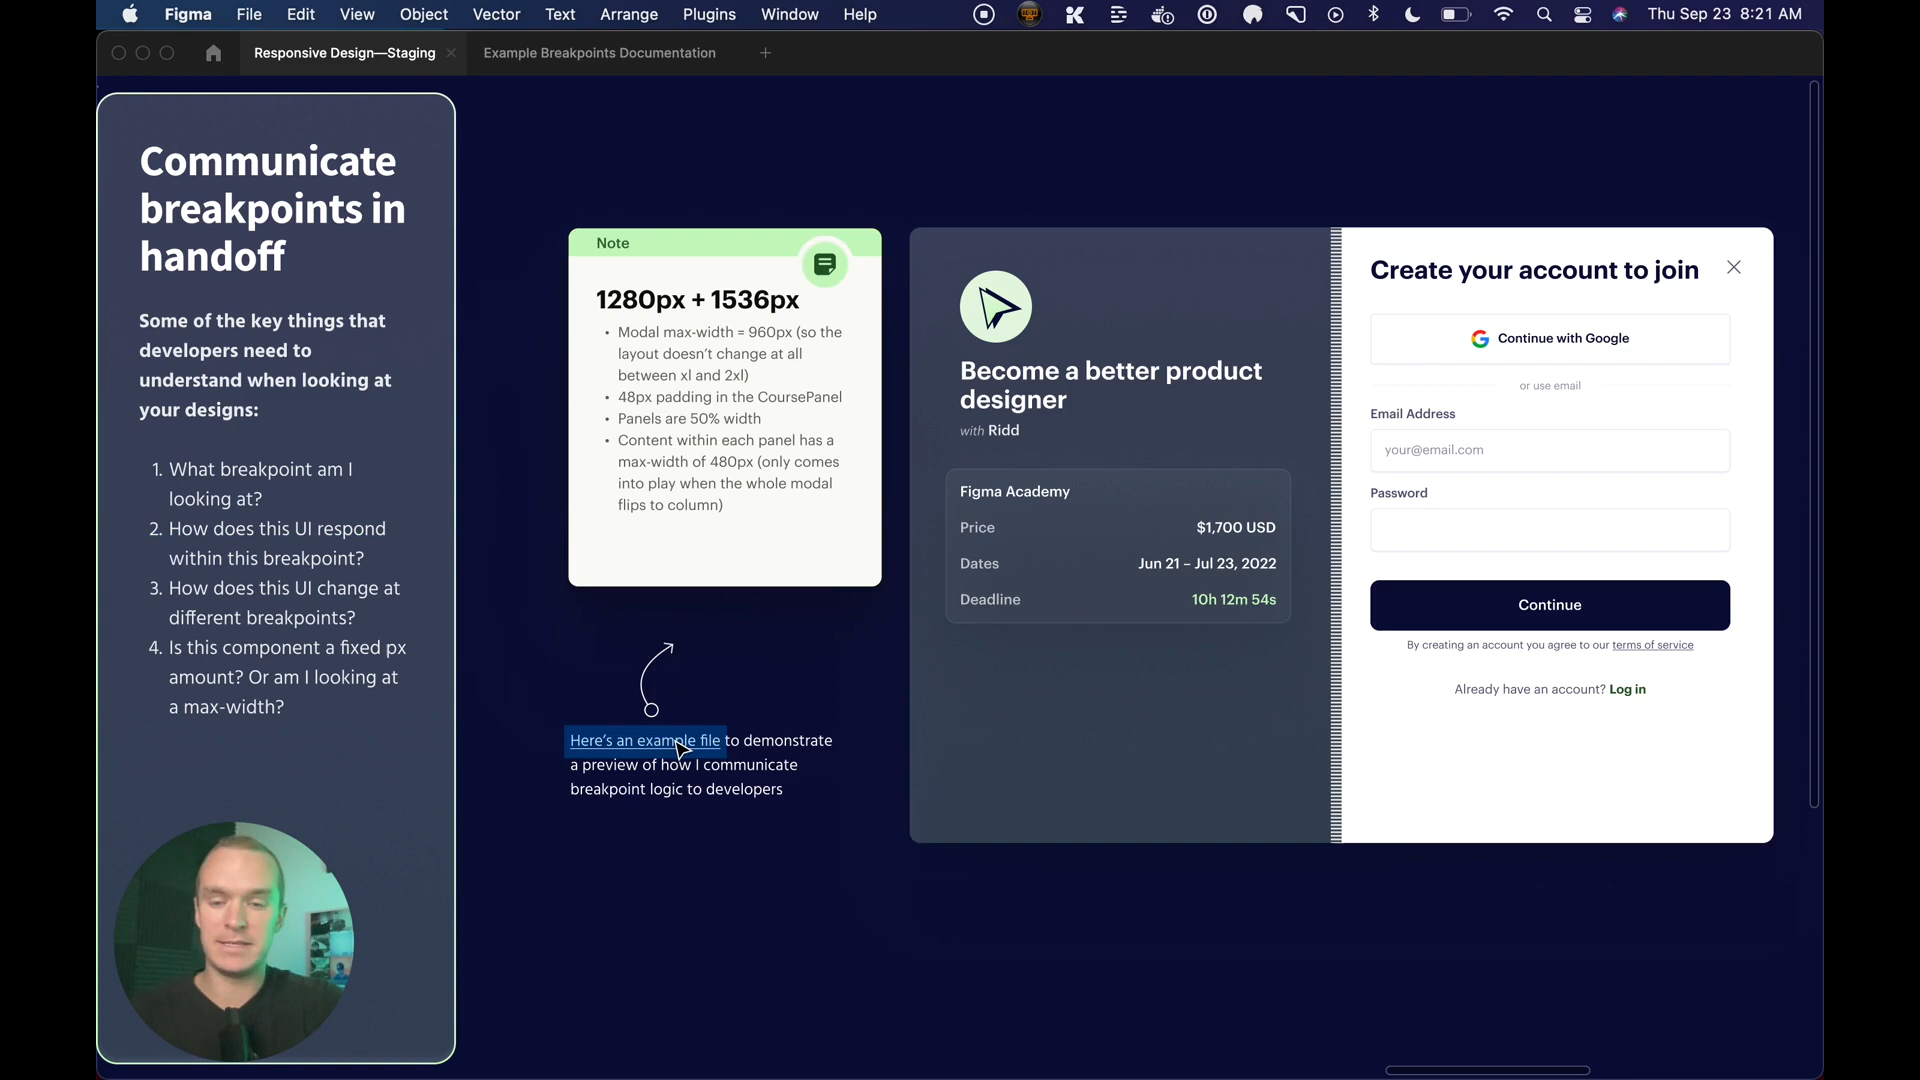 Figma File Edit View Object Vector Text Arrange Plugins Window Help Thu Sep 23 8:21 AM
Responsive Design—Staging Example Breakpoints Documentation
Communicate
breakpoints in
handoff
Some of the key things that
developers need to
understand when looking at
your designs:
1. What breakpoint am I
looking at?
2. How does this UI respond
within this breakpoint?
3. How does this UI change at
different breakpoints?
4. Is this component a fixed px
amount? Or am I looking at
a max-width?
Note
1280px + 1536px
• Modal max-width = 960px (so the
layout doesn’t change at all
between xl and 2xl)
• 48px padding in the CoursePanel
• Panels are 50% width
• Content within each panel has a
max-width of 480px (only comes
into play when the whole modal
flips to column)
Here’s an example file to demonstrate
a preview of how I communicate
breakpoint logic to developers
Become a better product
designer
with Ridd
Figma Academy
Price $1,700 USD
Dates Jun 21 – Jul 23, 2022
Deadline 10h 12m 54s
Create your account to join
Continue with Google
or use email
Email Address
your@email.com
Password
Continue
By creating an account you agree to our terms of service
Already have an account? Log in